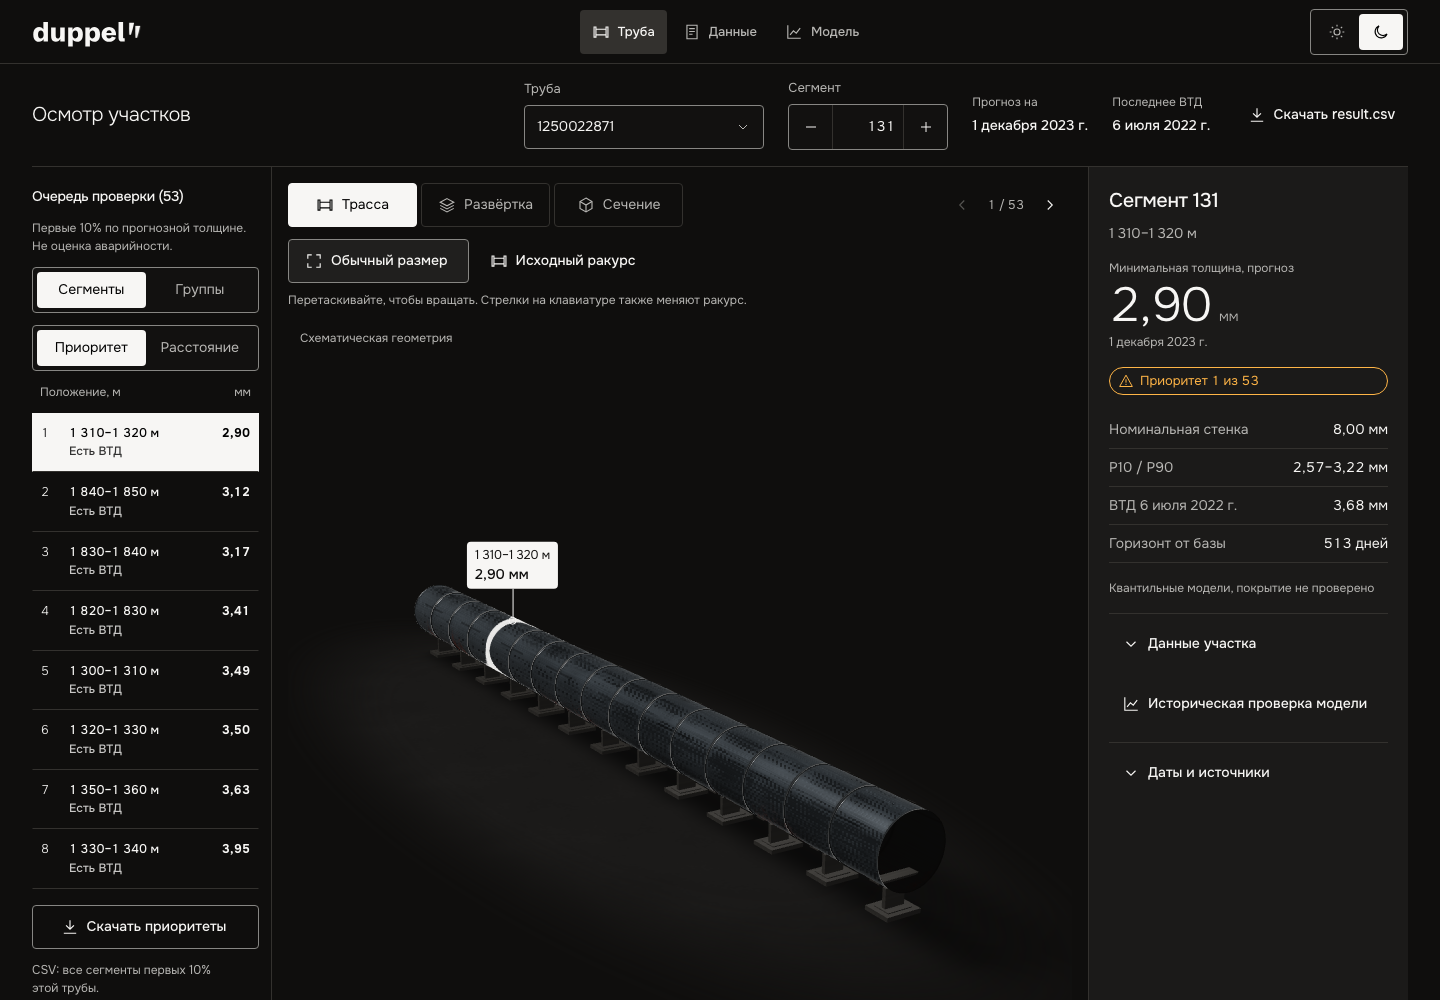 duppel
Труба
Данные
Модель
Осмотр участков
Труба
1250022871
Сегмент
131
Прогноз на
1 декабря 2023 г.
Последнее ВТД
6 июля 2022 г.
Скачать result.csv
Очередь проверки (53)
Первые 10% по прогнозной толщине.
Не оценка аварийности.
Сегменты
Группы
Приоритет
Расстояние
Положение, м
мм
1 1 310–1 320 м 2,90
Есть ВТД
2 1 840–1 850 м 3,12
Есть ВТД
3 1 830–1 840 м 3,17
Есть ВТД
4 1 820–1 830 м 3,41
Есть ВТД
5 1 300–1 310 м 3,49
Есть ВТД
6 1 320–1 330 м 3,50
Есть ВТД
7 1 350–1 360 м 3,63
Есть ВТД
8 1 330–1 340 м 3,95
Есть ВТД
Скачать приоритеты
CSV: все сегменты первых 10%
этой трубы.
Трасса
Развёртка
Сечение
1 / 53
Обычный размер
Исходный ракурс
Перетаскивайте, чтобы вращать. Стрелки на клавиатуре также меняют ракурс.
Схематическая геометрия
1 310–1 320 м
2,90 мм
Сегмент 131
1 310–1 320 м
Минимальная толщина, прогноз
2,90 мм
1 декабря 2023 г.
Приоритет 1 из 53
Номинальная стенка 8,00 мм
P10 / P90 2,57–3,22 мм
ВТД 6 июля 2022 г. 3,68 мм
Горизонт от базы 513 дней
Квантильные модели, покрытие не проверено
Данные участка
Историческая проверка модели
Даты и источники